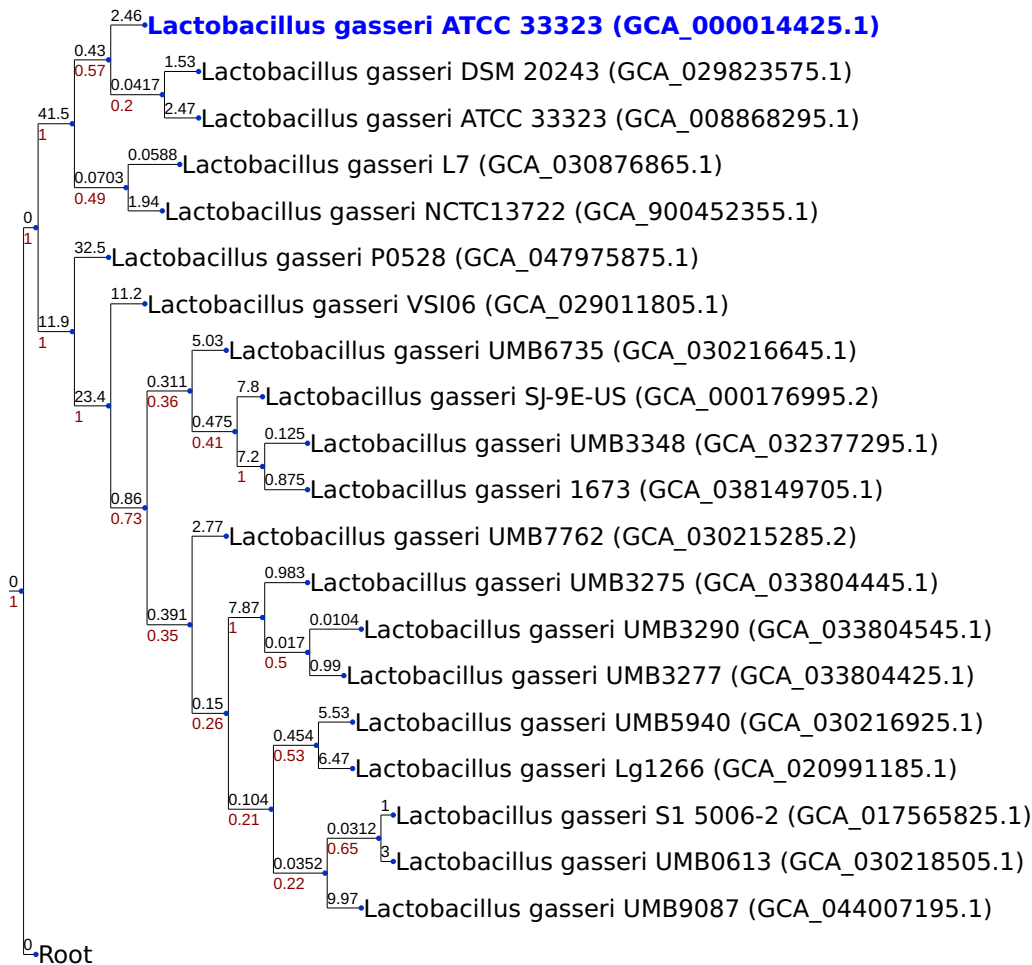 2.46
Lactobacillus gasseri ATCC 33323 (GCA_000014425.1)
0.43
0.57
1.53
Lactobacillus gasseri DSM 20243 (GCA_029823575.1)
0.0417
0.2
2.47
Lactobacillus gasseri ATCC 33323 (GCA_008868295.1)
41.5
1
0.0588
Lactobacillus gasseri L7 (GCA_030876865.1)
0.0703
0.49
1.94
Lactobacillus gasseri NCTC13722 (GCA_900452355.1)
0
1
32.5
Lactobacillus gasseri P0528 (GCA_047975875.1)
11.2
Lactobacillus gasseri VSI06 (GCA_029011805.1)
11.9
1
5.03
Lactobacillus gasseri UMB6735 (GCA_030216645.1)
23.4
1
0.311
0.36
7.8
Lactobacillus gasseri SJ-9E-US (GCA_000176995.2)
0.475
0.41
0.125
Lactobacillus gasseri UMB3348 (GCA_032377295.1)
7.2
1
0.875
Lactobacillus gasseri 1673 (GCA_038149705.1)
0.86
0.73
2.77
Lactobacillus gasseri UMB7762 (GCA_030215285.2)
0.983
Lactobacillus gasseri UMB3275 (GCA_033804445.1)
0
1
0.391
0.35
7.87
1
0.0104
Lactobacillus gasseri UMB3290 (GCA_033804545.1)
0.017
0.5
0.99
Lactobacillus gasseri UMB3277 (GCA_033804425.1)
0.15
0.26
5.53
Lactobacillus gasseri UMB5940 (GCA_030216925.1)
0.454
0.53
6.47
Lactobacillus gasseri Lg1266 (GCA_020991185.1)
0.104
0.21
1
Lactobacillus gasseri S1 5006-2 (GCA_017565825.1)
0.0312
0.65
3
Lactobacillus gasseri UMB0613 (GCA_030218505.1)
0.0352
0.22
9.97
Lactobacillus gasseri UMB9087 (GCA_044007195.1)
0
Root